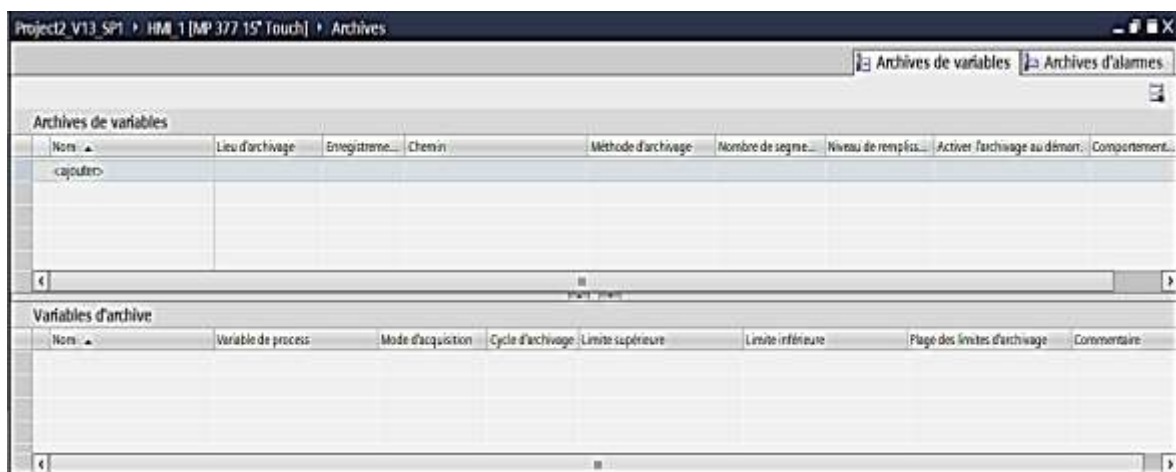 Project2_V13_SP1 ▸ HMI_1 [MP 377 15" Touch] ▸ Archives
Archives de variables Archives d'alarmes
Archives de variables
Nom Lieu d'archivage Enregistreme... Chemin Méthode d'archivage Nombre de segme... Niveau de rempliss... Activer l'archivage au démarr. Comportement...
<ajouter>
Variables d'archive
Nom Variable de process Mode d'acquisition Cycle d'archivage Limite supérieure Limite inférieure Plage des limites d'archivage Commentaire